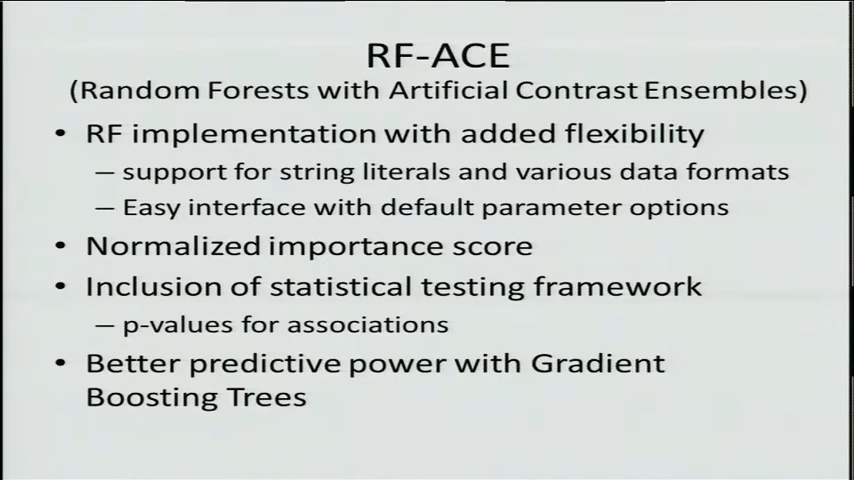 RF-ACE
(Random Forests with Artificial Contrast Ensembles)
• RF implementation with added flexibility
– support for string literals and various data formats
– Easy interface with default parameter options
• Normalized importance score
• Inclusion of statistical testing framework
– p-values for associations
• Better predictive power with Gradient
Boosting Trees